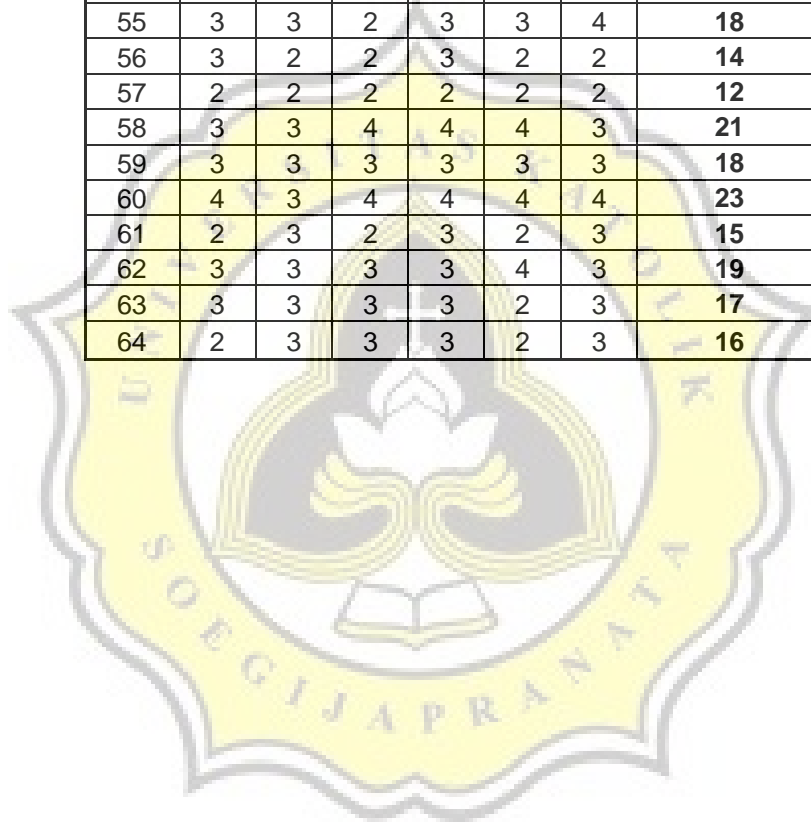 55 3 3 2 3 3 4 18
56 3 2 2 3 2 2 14
57 2 2 2 2 2 2 12
58 3 3 4 4 4 3 21
59 3 3 3 3 3 3 18
60 4 3 4 4 4 4 23
61 2 3 2 3 2 3 15
62 3 3 3 3 4 3 19
63 3 3 3 3 2 3 17
64 2 3 3 3 2 3 16
UNIVERSITAS KATOLIK
SOEGIJAPRANATA